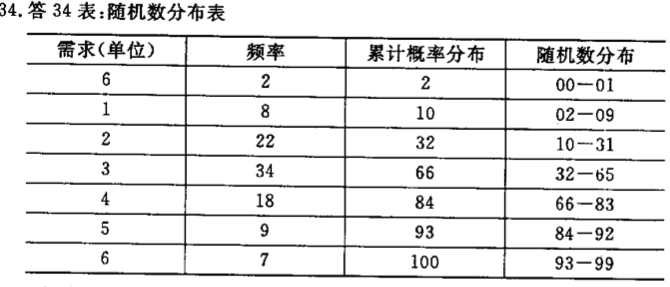 34.答34表:随机数分布表
需求(单位) 频率 累计概率分布 随机数分布
6 2 2 00—01
1 8 10 02—09
2 22 32 10—31
3 34 66 32—65
4 18 84 66—83
5 9 93 84—92
6 7 100 93—99